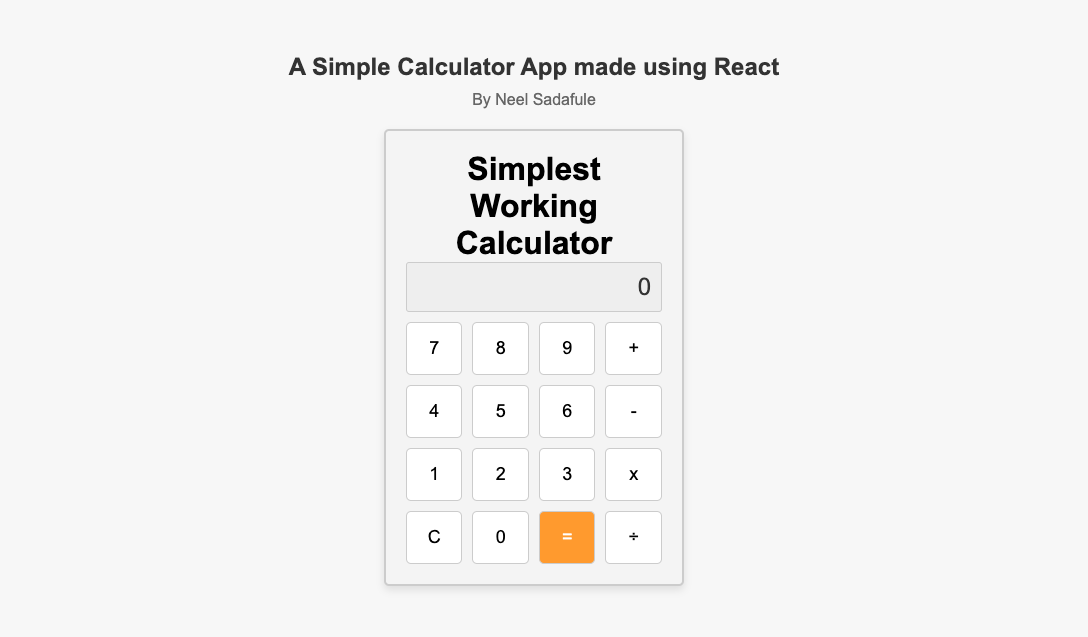 A Simple Calculator App made using React
By Neel Sadafule
Simplest
Working
Calculator
0
7 8 9 +
4 5 6 -
1 2 3 x
C 0 = ÷